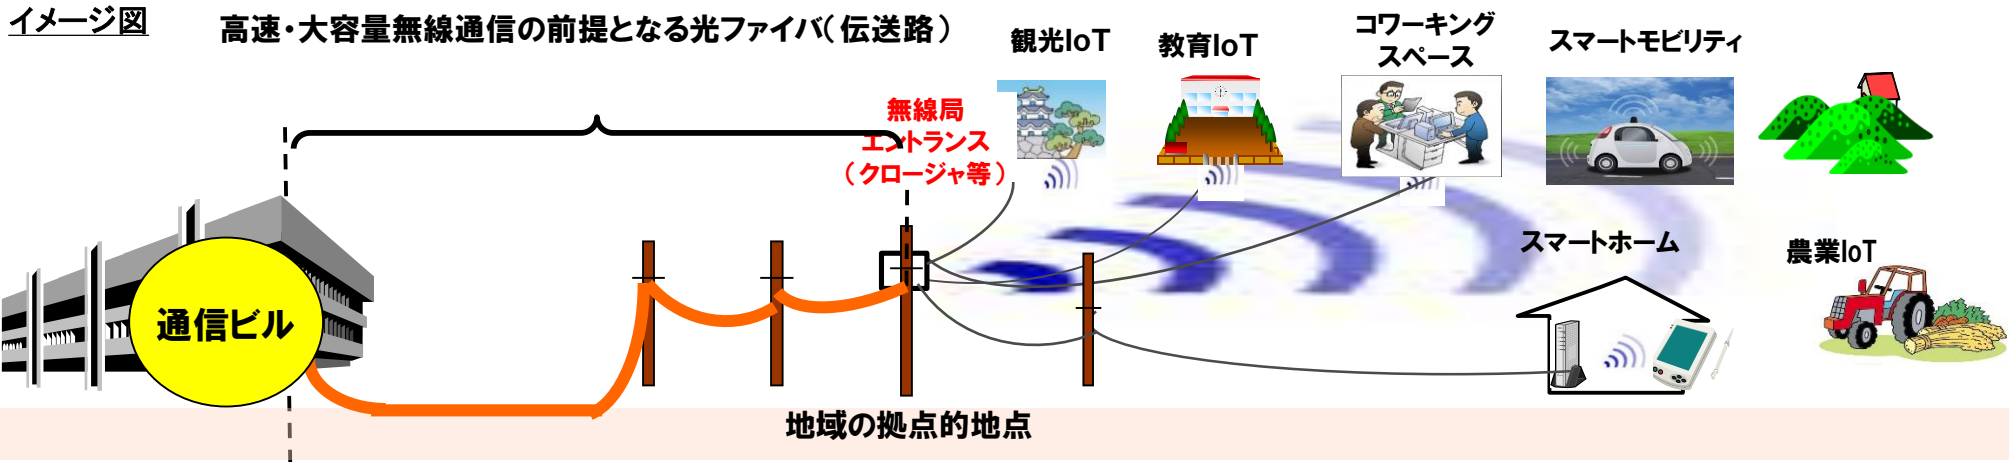 イメージ図
高速・大容量無線通信の前提となる光ファイバ（伝送路）
観光IoT
教育IoT
コワーキング
スペース
スマートモビリティ
無線局
エントランス
（クロージャ等）
スマートホーム
農業IoT
通信ビル
地域の拠点的地点